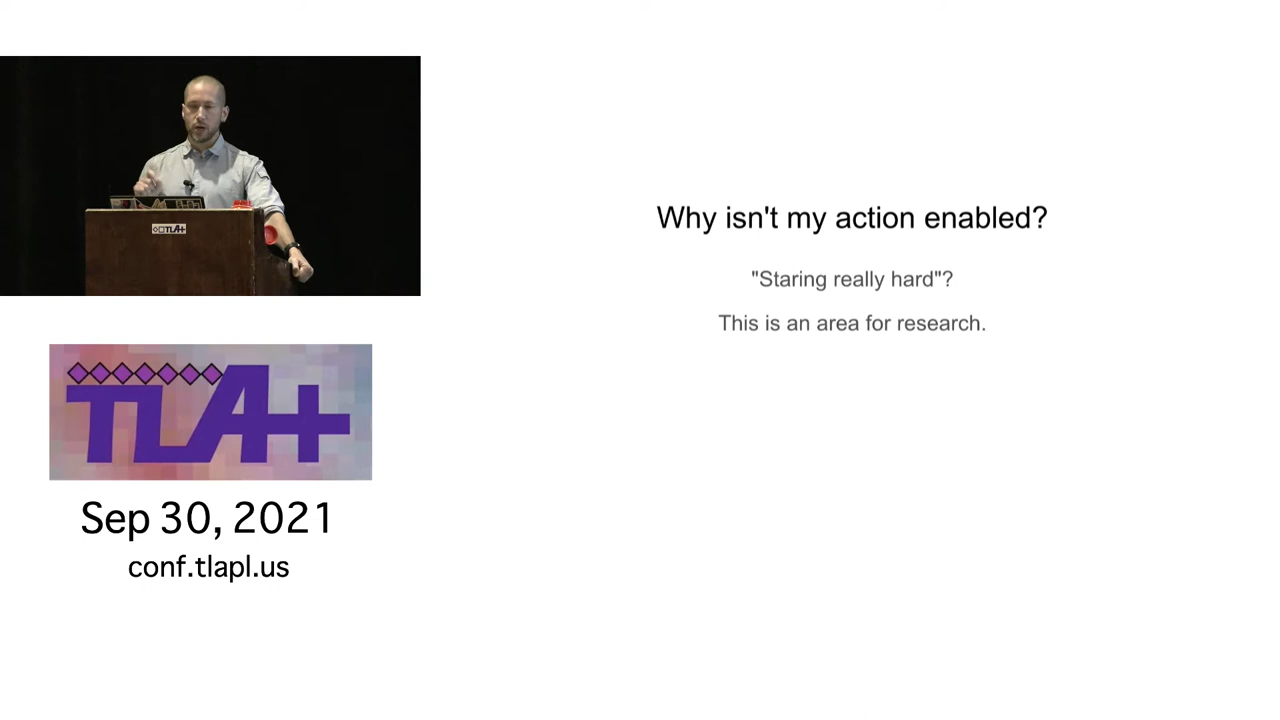 TLA+
TLA+
Sep 30, 2021
conf.tlapl.us
Why isn't my action enabled?
"Staring really hard"?
This is an area for research.